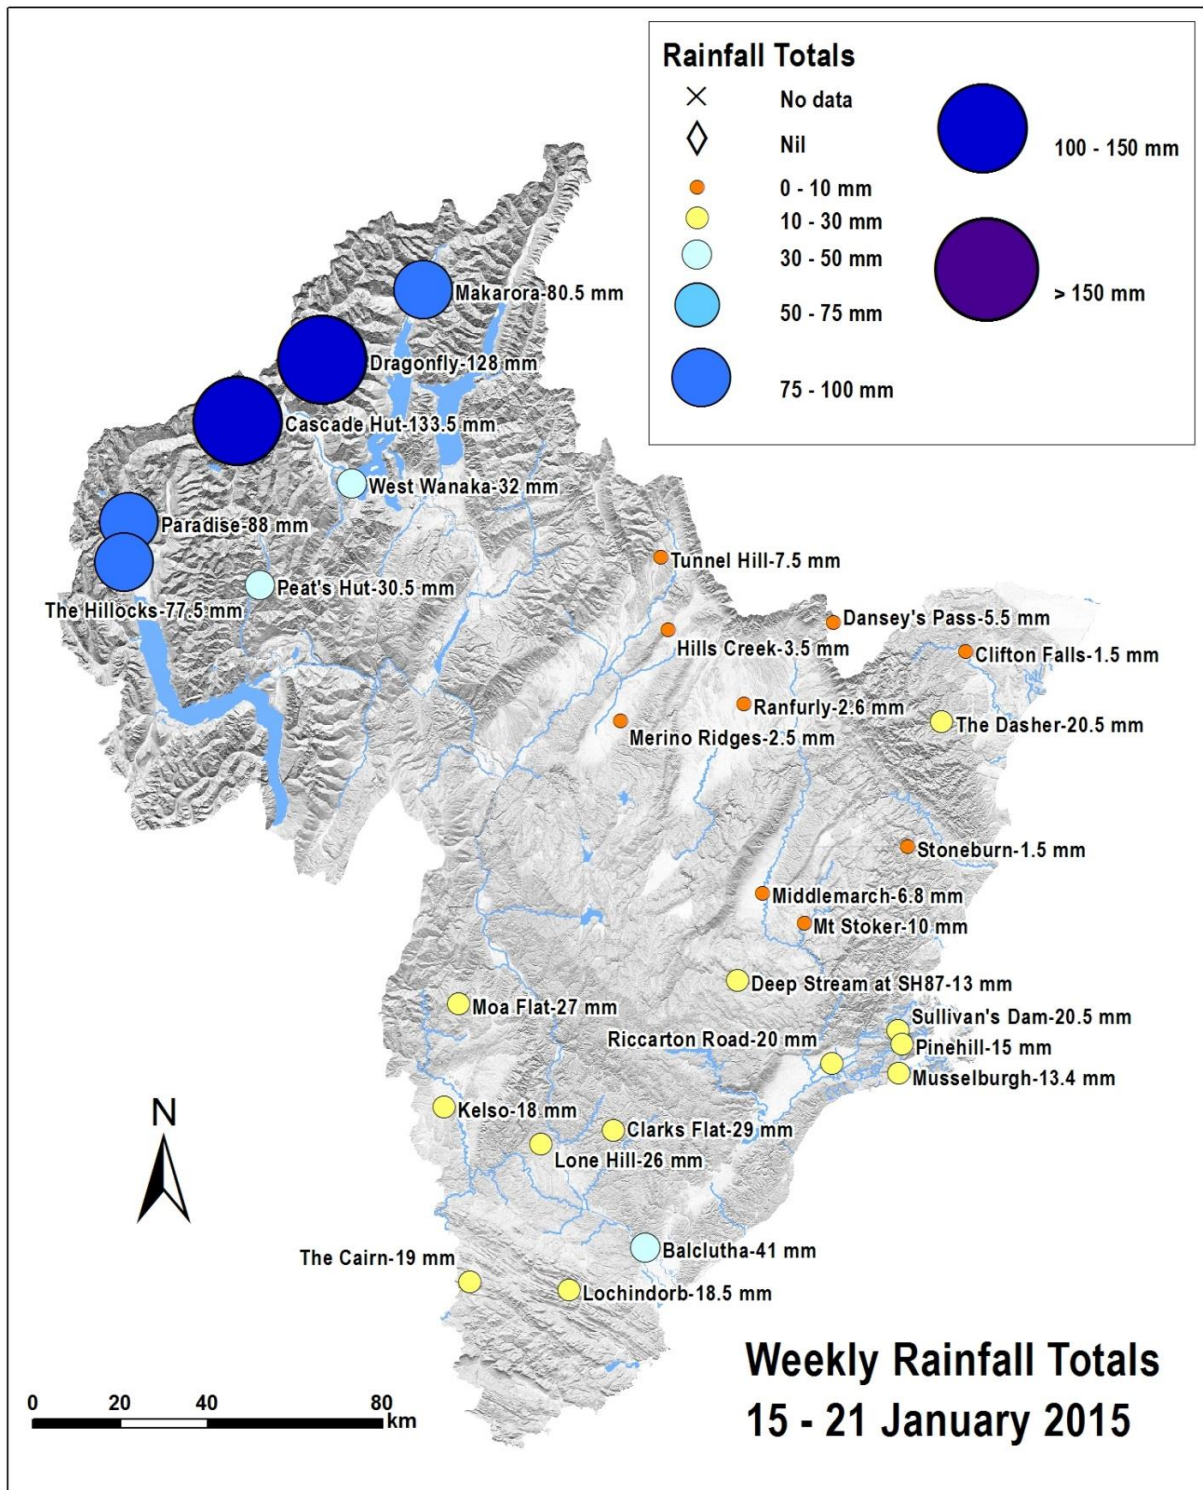 Rainfall Totals
No data
Nil
0 - 10 mm
10 - 30 mm
30 - 50 mm
50 - 75 mm
75 - 100 mm
100 - 150 mm
> 150 mm
Makarora-80.5 mm
Dragonfly-128 mm
Cascade Hut-133.5 mm
West Wanaka-32 mm
Paradise-88 mm
Peat's Hut-30.5 mm
The Hillocks-77.5 mm
Tunnel Hill-7.5 mm
Dansey's Pass-5.5 mm
Hills Creek-3.5 mm
Clifton Falls-1.5 mm
Ranfurly-2.6 mm
The Dasher-20.5 mm
Merino Ridges-2.5 mm
Stoneburn-1.5 mm
Middlemarch-6.8 mm
Mt Stoker-10 mm
Deep Stream at SH87-13 mm
Moa Flat-27 mm
Sullivan's Dam-20.5 mm
Riccarton Road-20 mm
Pinehill-15 mm
Musselburgh-13.4 mm
Kelso-18 mm
Clarks Flat-29 mm
Lone Hill-26 mm
Balclutha-41 mm
The Cairn-19 mm
Lochindorb-18.5 mm
N
0 20 40 80
km
Weekly Rainfall Totals
15 - 21 January 2015